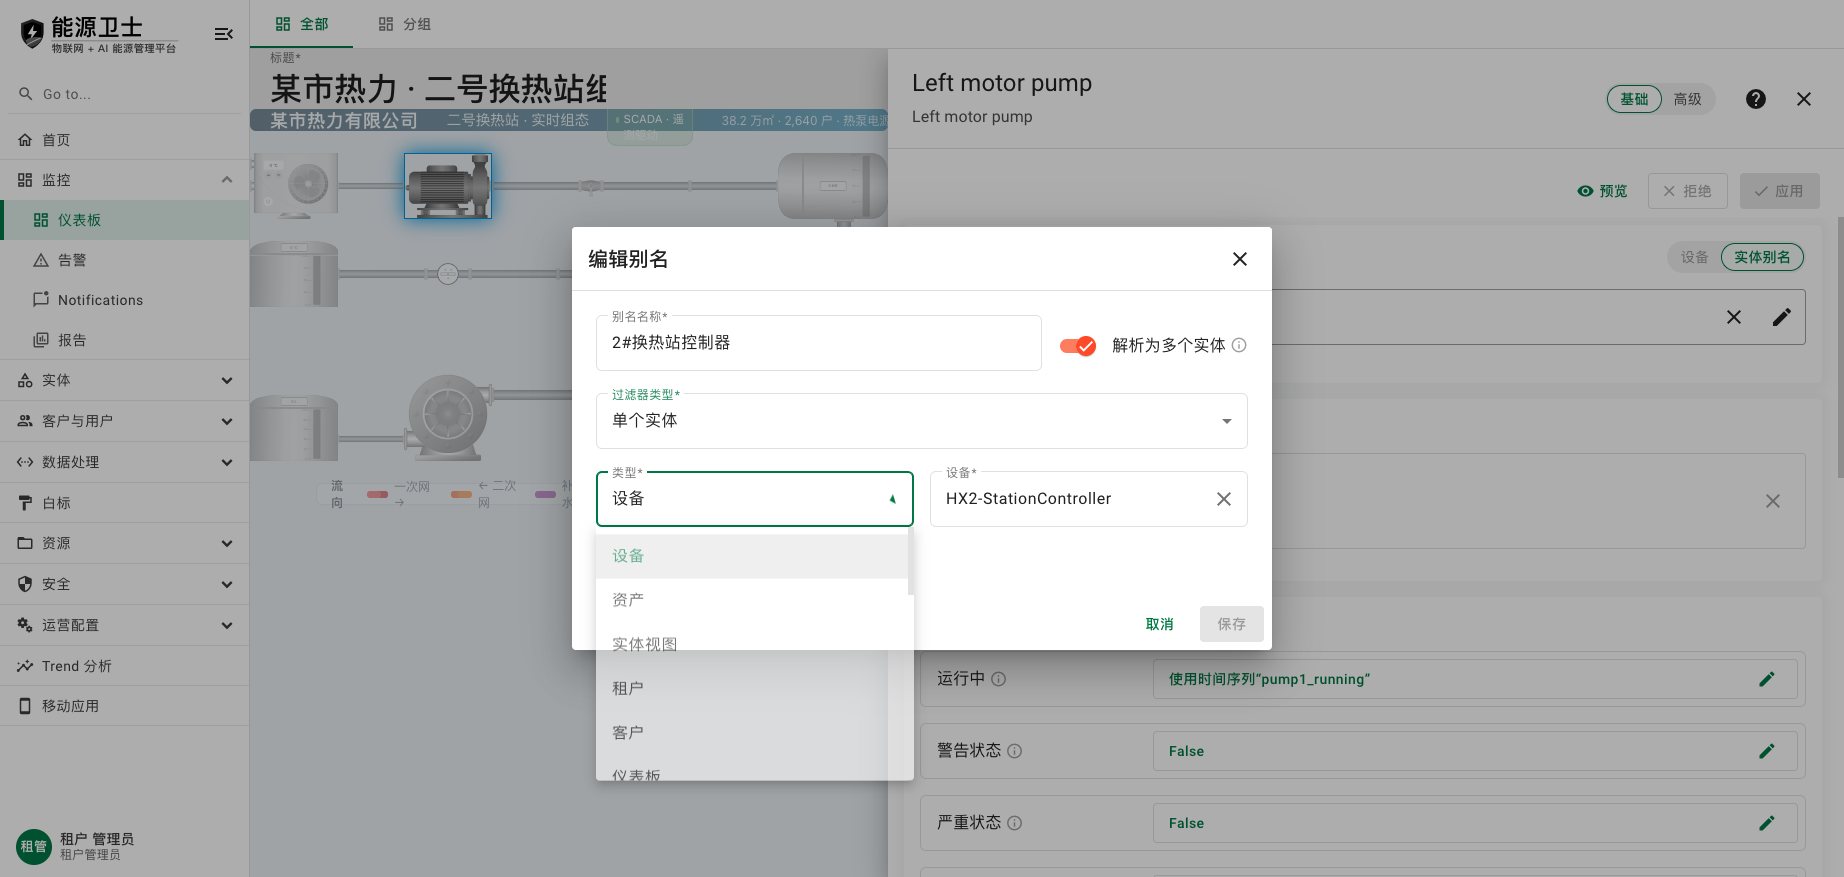 能源卫士
物联网 + AI 能源管理平台
Go to...
首页
监控
仪表板
告警
Notifications
报告
实体
客户与用户
数据处理
白标
资源
安全
运营配置
Trend 分析
移动应用
租管
租户 管理员
租户管理员
全部
分组
标题*
某市热力 · 二号换热站组
某市热力有限公司
二号换热站 · 实时组态
SCADA · 遥
38.2 万㎡ · 2,640 户 · 热泵电源
流向
一次网 →
← 二次网
补水
Left motor pump
Left motor pump
基础
高级
预览
拒绝
应用
设备
实体别名
编辑别名
别名名称*
2#换热站控制器
解析为多个实体
过滤器类型*
单个实体
类型*
设备
设备*
HX2-StationController
设备
资产
实体视图
租户
客户
仪表板
取消
保存
运行中
使用时间序列“pump1_running”
警告状态
False
严重状态
False